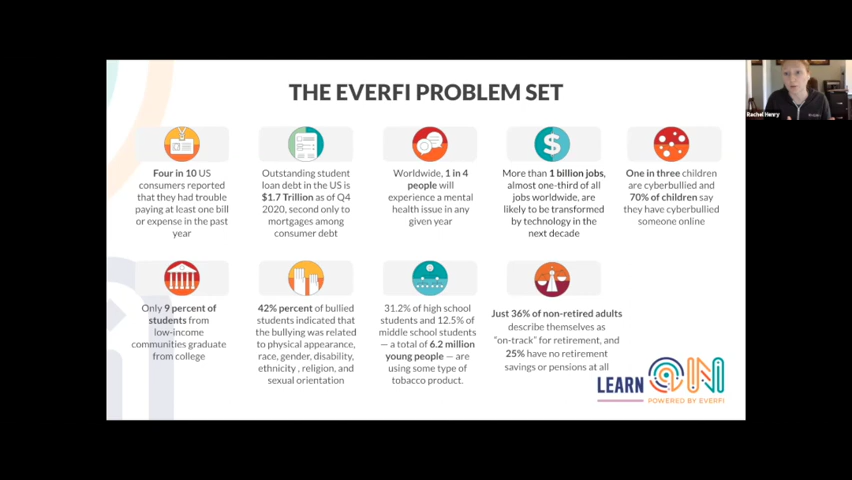 THE EVERFI PROBLEM SET
Rachel Henry
Four in 10 US
consumers reported
that they had trouble
paying at least one bill
or expense in the past
year
Outstanding student
loan debt in the US is
$1.7 Trillion as of Q4
2020, second only to
mortgages among
consumer debt
Worldwide, 1 in 4
people will
experience a mental
health issue in any
given year
$
More than 1 billion jobs,
almost one-third of all
jobs worldwide, are
likely to be transformed
by technology in the
next decade
One in three children
are cyberbullied and
70% of children say
they have cyberbullied
someone online
Only 9 percent of
students from
low-income
communities graduate
from college
42% percent of bullied
students indicated that
the bullying was related
to physical appearance,
race, gender, disability,
ethnicity , religion, and
sexual orientation
31.2% of high school
students and 12.5% of
middle school students
— a total of 6.2 million
young people — are
using some type of
tobacco product.
Just 36% of non-retired adults
describe themselves as
"on-track" for retirement, and
25% have no retirement
savings or pensions at all
LEARN ON
POWERED BY EVERFI